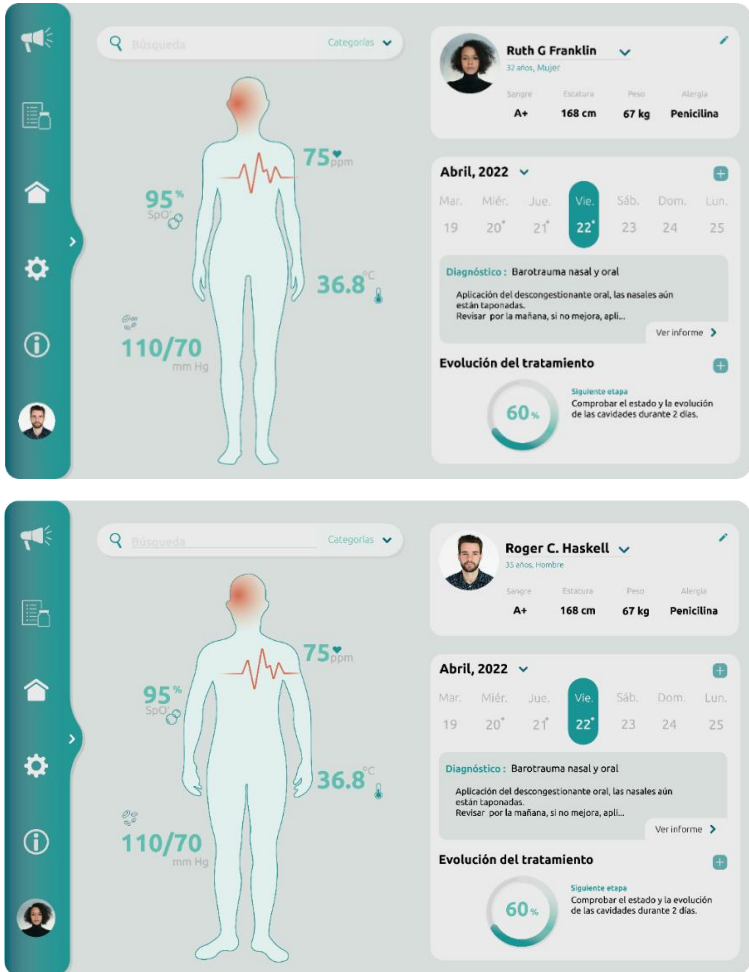 Búsqueda
Categorías
75 ppm
95 %
SpO²
36.8 °C
110/70
mm Hg
Ruth G Franklin
32 años, Mujer
Sangre Estatura Peso Alergia
A+ 168 cm 67 kg Penicilina
Abril, 2022
Mar. Miér. Jue. Vie. Sáb. Dom. Lun.
19 20 21 22 23 24 25
Diagnóstico : Barotrauma nasal y oral
Aplicación del descongestionante oral, las nasales aún
están taponadas.
Revisar por la mañana, si no mejora, apli...
Ver informe
Evolución del tratamiento
60 %
Siguiente etapa
Comprobar el estado y la evolución
de las cavidades durante 2 días.
Búsqueda
Categorías
75 ppm
95 %
SpO²
36.8 °C
110/70
mm Hg
Roger C. Haskell
35 años, Hombre
Sangre Estatura Peso Alergia
A+ 168 cm 67 kg Penicilina
Abril, 2022
Mar. Miér. Jue. Vie. Sáb. Dom. Lun.
19 20 21 22 23 24 25
Diagnóstico : Barotrauma nasal y oral
Aplicación del descongestionante oral, las nasales aún
están taponadas.
Revisar por la mañana, si no mejora, apli...
Ver informe
Evolución del tratamiento
60 %
Siguiente etapa
Comprobar el estado y la evolución
de las cavidades durante 2 días.